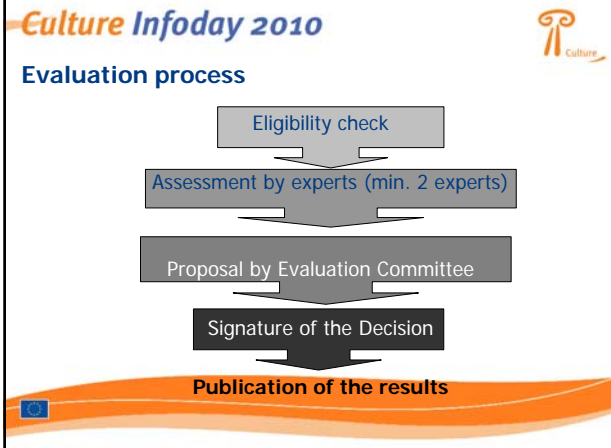 Culture Infoday 2010
Culture
Evaluation process
Eligibility check
Assessment by experts (min. 2 experts)
Proposal by Evaluation Committee
Signature of the Decision
Publication of the results